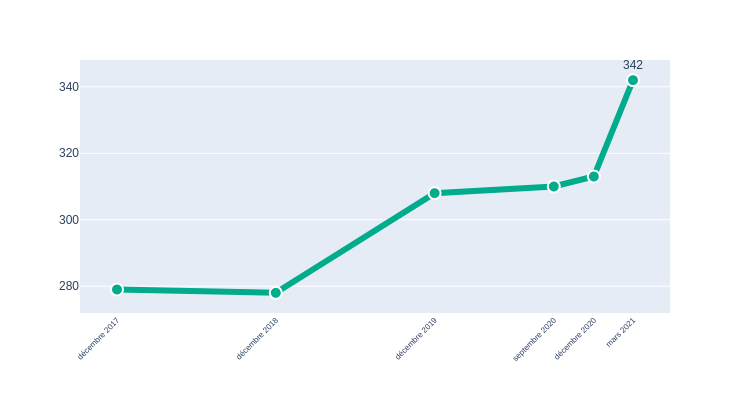 342
340
320
300
280
décembre 2017
décembre 2018
décembre 2019
septembre 2020
décembre 2020
mars 2021